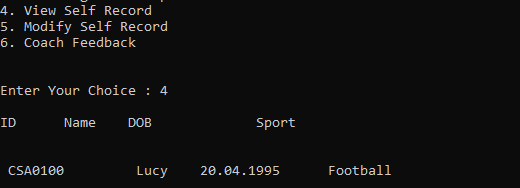 4. View Self Record
5. Modify Self Record
6. Coach Feedback
Enter Your Choice : 4
ID Name DOB Sport
CSA0100 Lucy 20.04.1995 Football